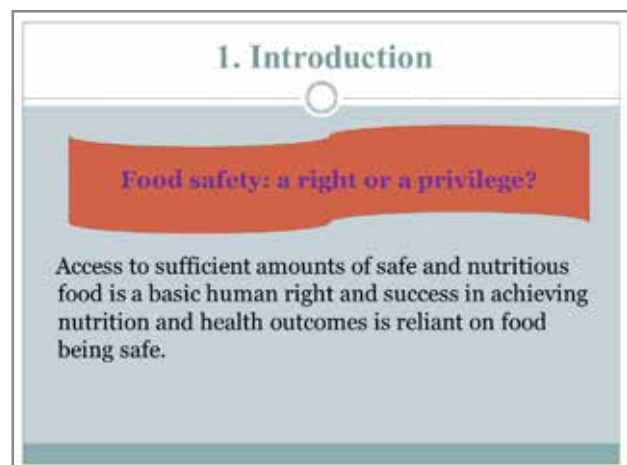 1. Introduction
Food safety: a right or a privilege?
Access to sufficient amounts of safe and nutritious
food is a basic human right and success in achieving
nutrition and health outcomes is reliant on food
being safe.